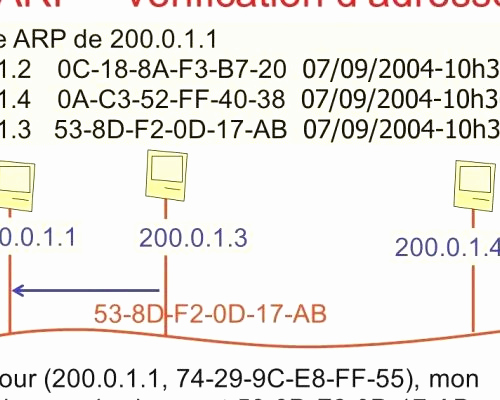 ARP – vérification d'adresse
e ARP de 200.0.1.1
1.2 0C-18-8A-F3-B7-20 07/09/2004-10h3
1.4 0A-C3-52-FF-40-38 07/09/2004-10h3
1.3 53-8D-F2-0D-17-AB 07/09/2004-10h3
0.0.1.1 200.0.1.3 200.0.1.4
53-8D-F2-0D-17-AB
our (200.0.1.1, 74-29-9C-E8-FF-55), mon